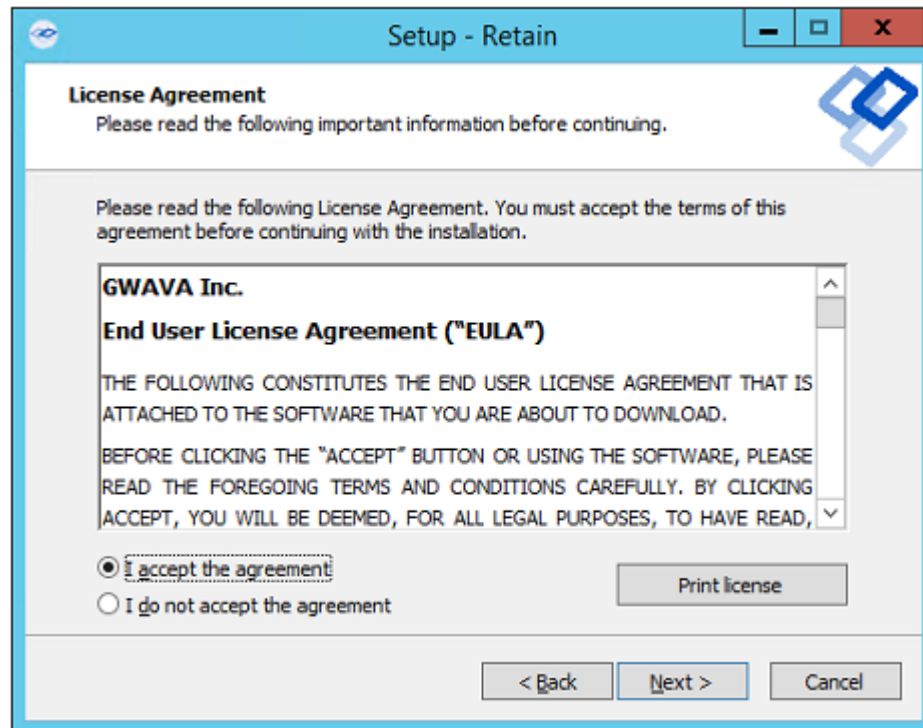 Setup - Retain
License Agreement
Please read the following important information before continuing.
Please read the following License Agreement. You must accept the terms of this
agreement before continuing with the installation.
GWAVA Inc.
End User License Agreement (“EULA”)
THE FOLLOWING CONSTITUTES THE END USER LICENSE AGREEMENT THAT IS
ATTACHED TO THE SOFTWARE THAT YOU ARE ABOUT TO DOWNLOAD.
BEFORE CLICKING THE “ACCEPT” BUTTON OR USING THE SOFTWARE, PLEASE
READ THE FOREGOING TERMS AND CONDITIONS CAREFULLY. BY CLICKING
ACCEPT, YOU WILL BE DEEMED, FOR ALL LEGAL PURPOSES, TO HAVE READ,
I accept the agreement
Print license
I do not accept the agreement
< Back
Next >
Cancel